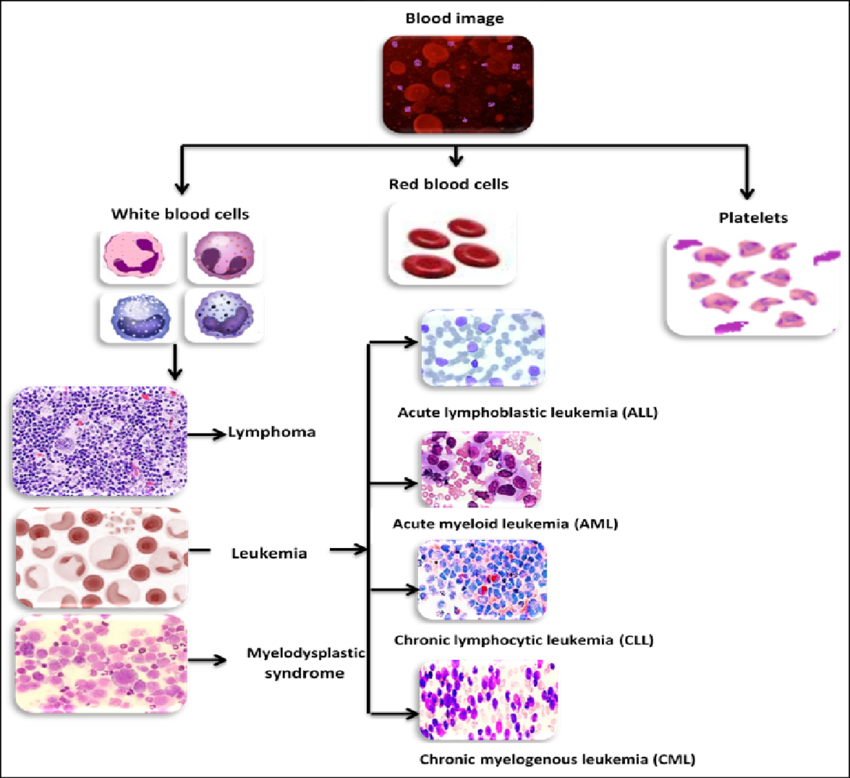 Blood image
Red blood cells
White blood cells
Platelets
Acute lymphoblastic leukemia (ALL)
Lymphoma
Acute myeloid leukemia (AML)
Leukemia
Chronic lymphocytic leukemia (CLL)
Myelodysplastic
syndrome
Chronic myelogenous leukemia (CML)